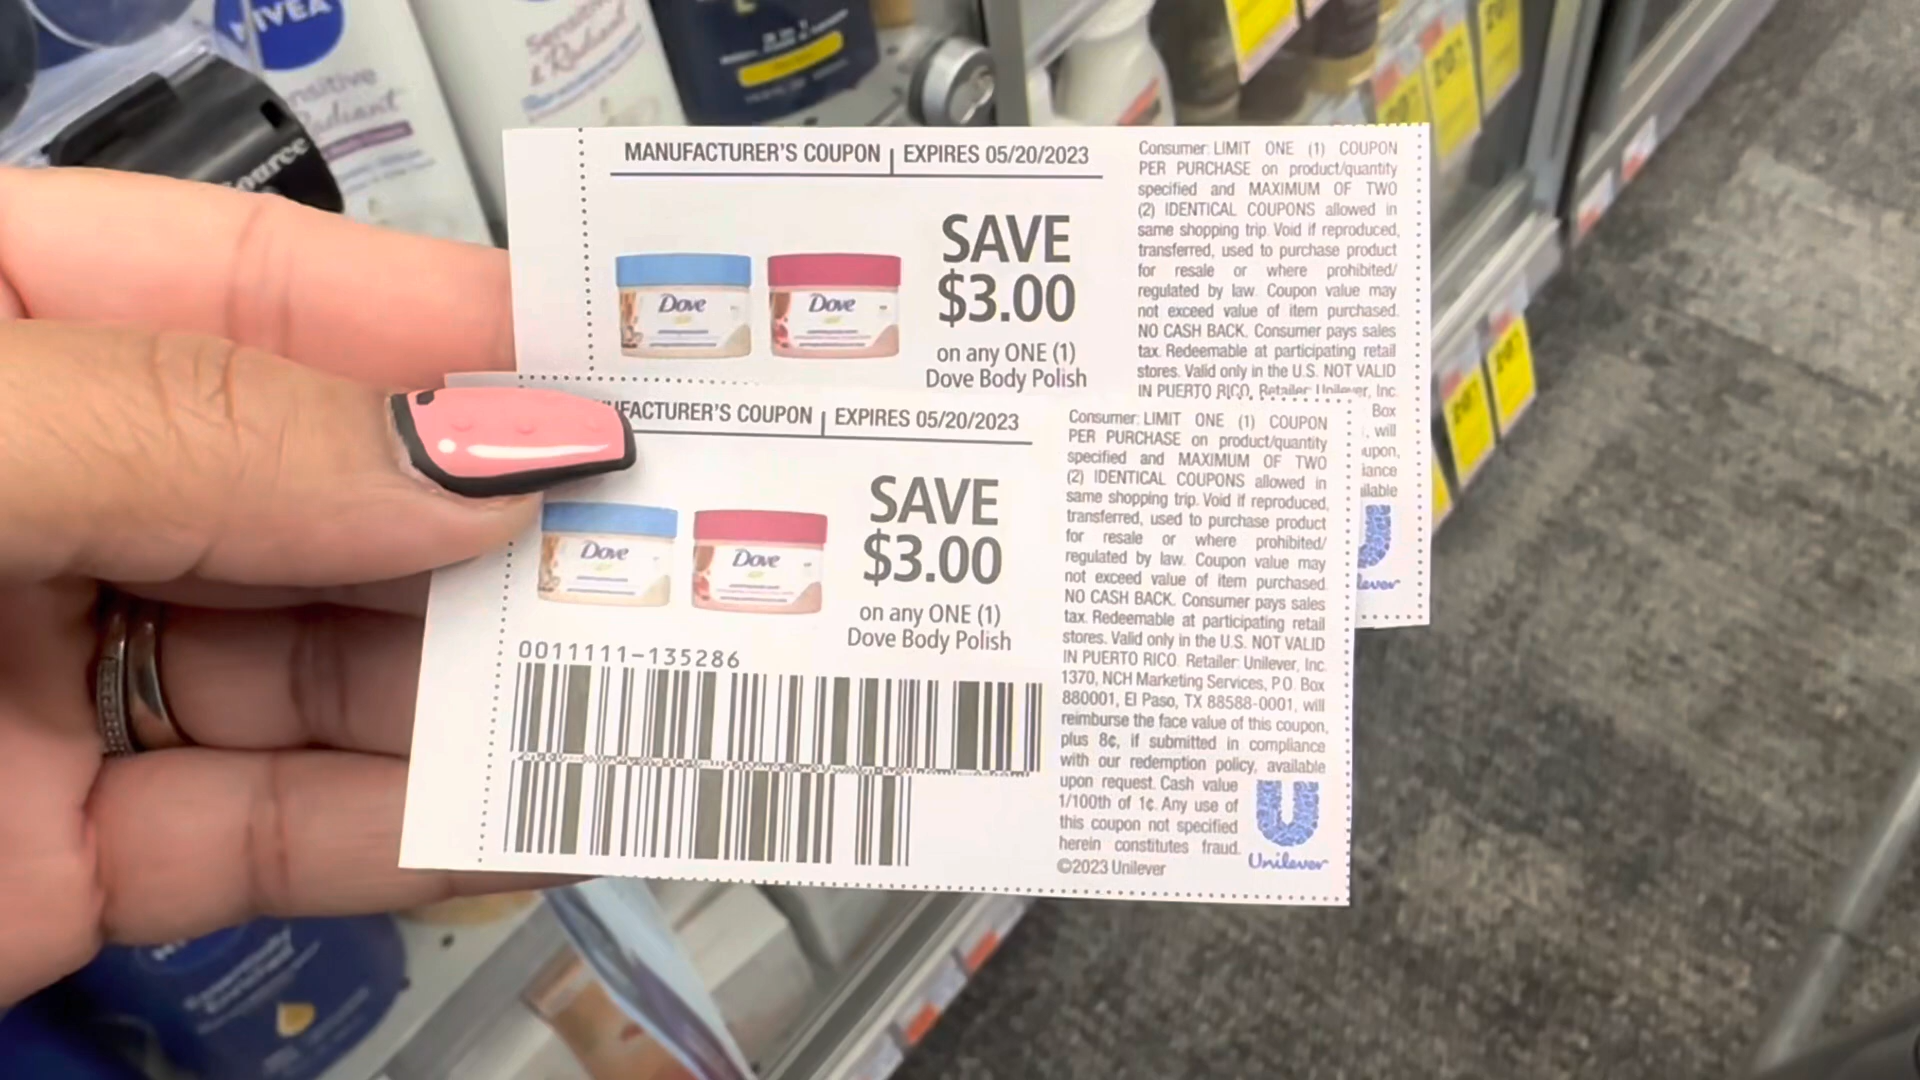 NIVEA
Sensitive
& Radiant
nsitive
Radiant
ource
MANUFACTURER'S COUPON | EXPIRES 05/20/2023
SAVE
$3.00
on any ONE (1)
Dove Body Polish
Dove
Dove
Consumer: LIMIT ONE (1) COUPON
PER PURCHASE on product/quantity
specified and MAXIMUM OF TWO
(2) IDENTICAL COUPONS allowed in
same shopping trip. Void if reproduced,
transferred, used to purchase product
for resale or where prohibited/
regulated by law. Coupon value may
not exceed value of item purchased.
NO CASH BACK. Consumer pays sales
tax. Redeemable at participating retail
stores. Valid only in the U.S. NOT VALID
IN PUERTO RICO. Retailer: Unilever, Inc.
Box
, will
upon,
iance
ailable
lever
UFACTURER'S COUPON | EXPIRES 05/20/2023
SAVE
$3.00
on any ONE (1)
Dove Body Polish
Dove
Dove
0011111-135286
Consumer: LIMIT ONE (1) COUPON
PER PURCHASE on product/quantity
specified and MAXIMUM OF TWO
(2) IDENTICAL COUPONS allowed in
same shopping trip. Void if reproduced,
transferred, used to purchase product
for resale or where prohibited/
regulated by law. Coupon value may
not exceed value of item purchased.
NO CASH BACK. Consumer pays sales
tax. Redeemable at participating retail
stores. Valid only in the U.S. NOT VALID
IN PUERTO RICO. Retailer: Unilever, Inc.
1370, NCH Marketing Services, P.O. Box
880001, El Paso, TX 88588-0001, will
reimburse the face value of this coupon,
plus 8¢, if submitted in compliance
with our redemption policy, available
upon request. Cash value
1/100th of 1¢. Any use of
this coupon not specified
herein constitutes fraud.
©2023 Unilever
Unilever